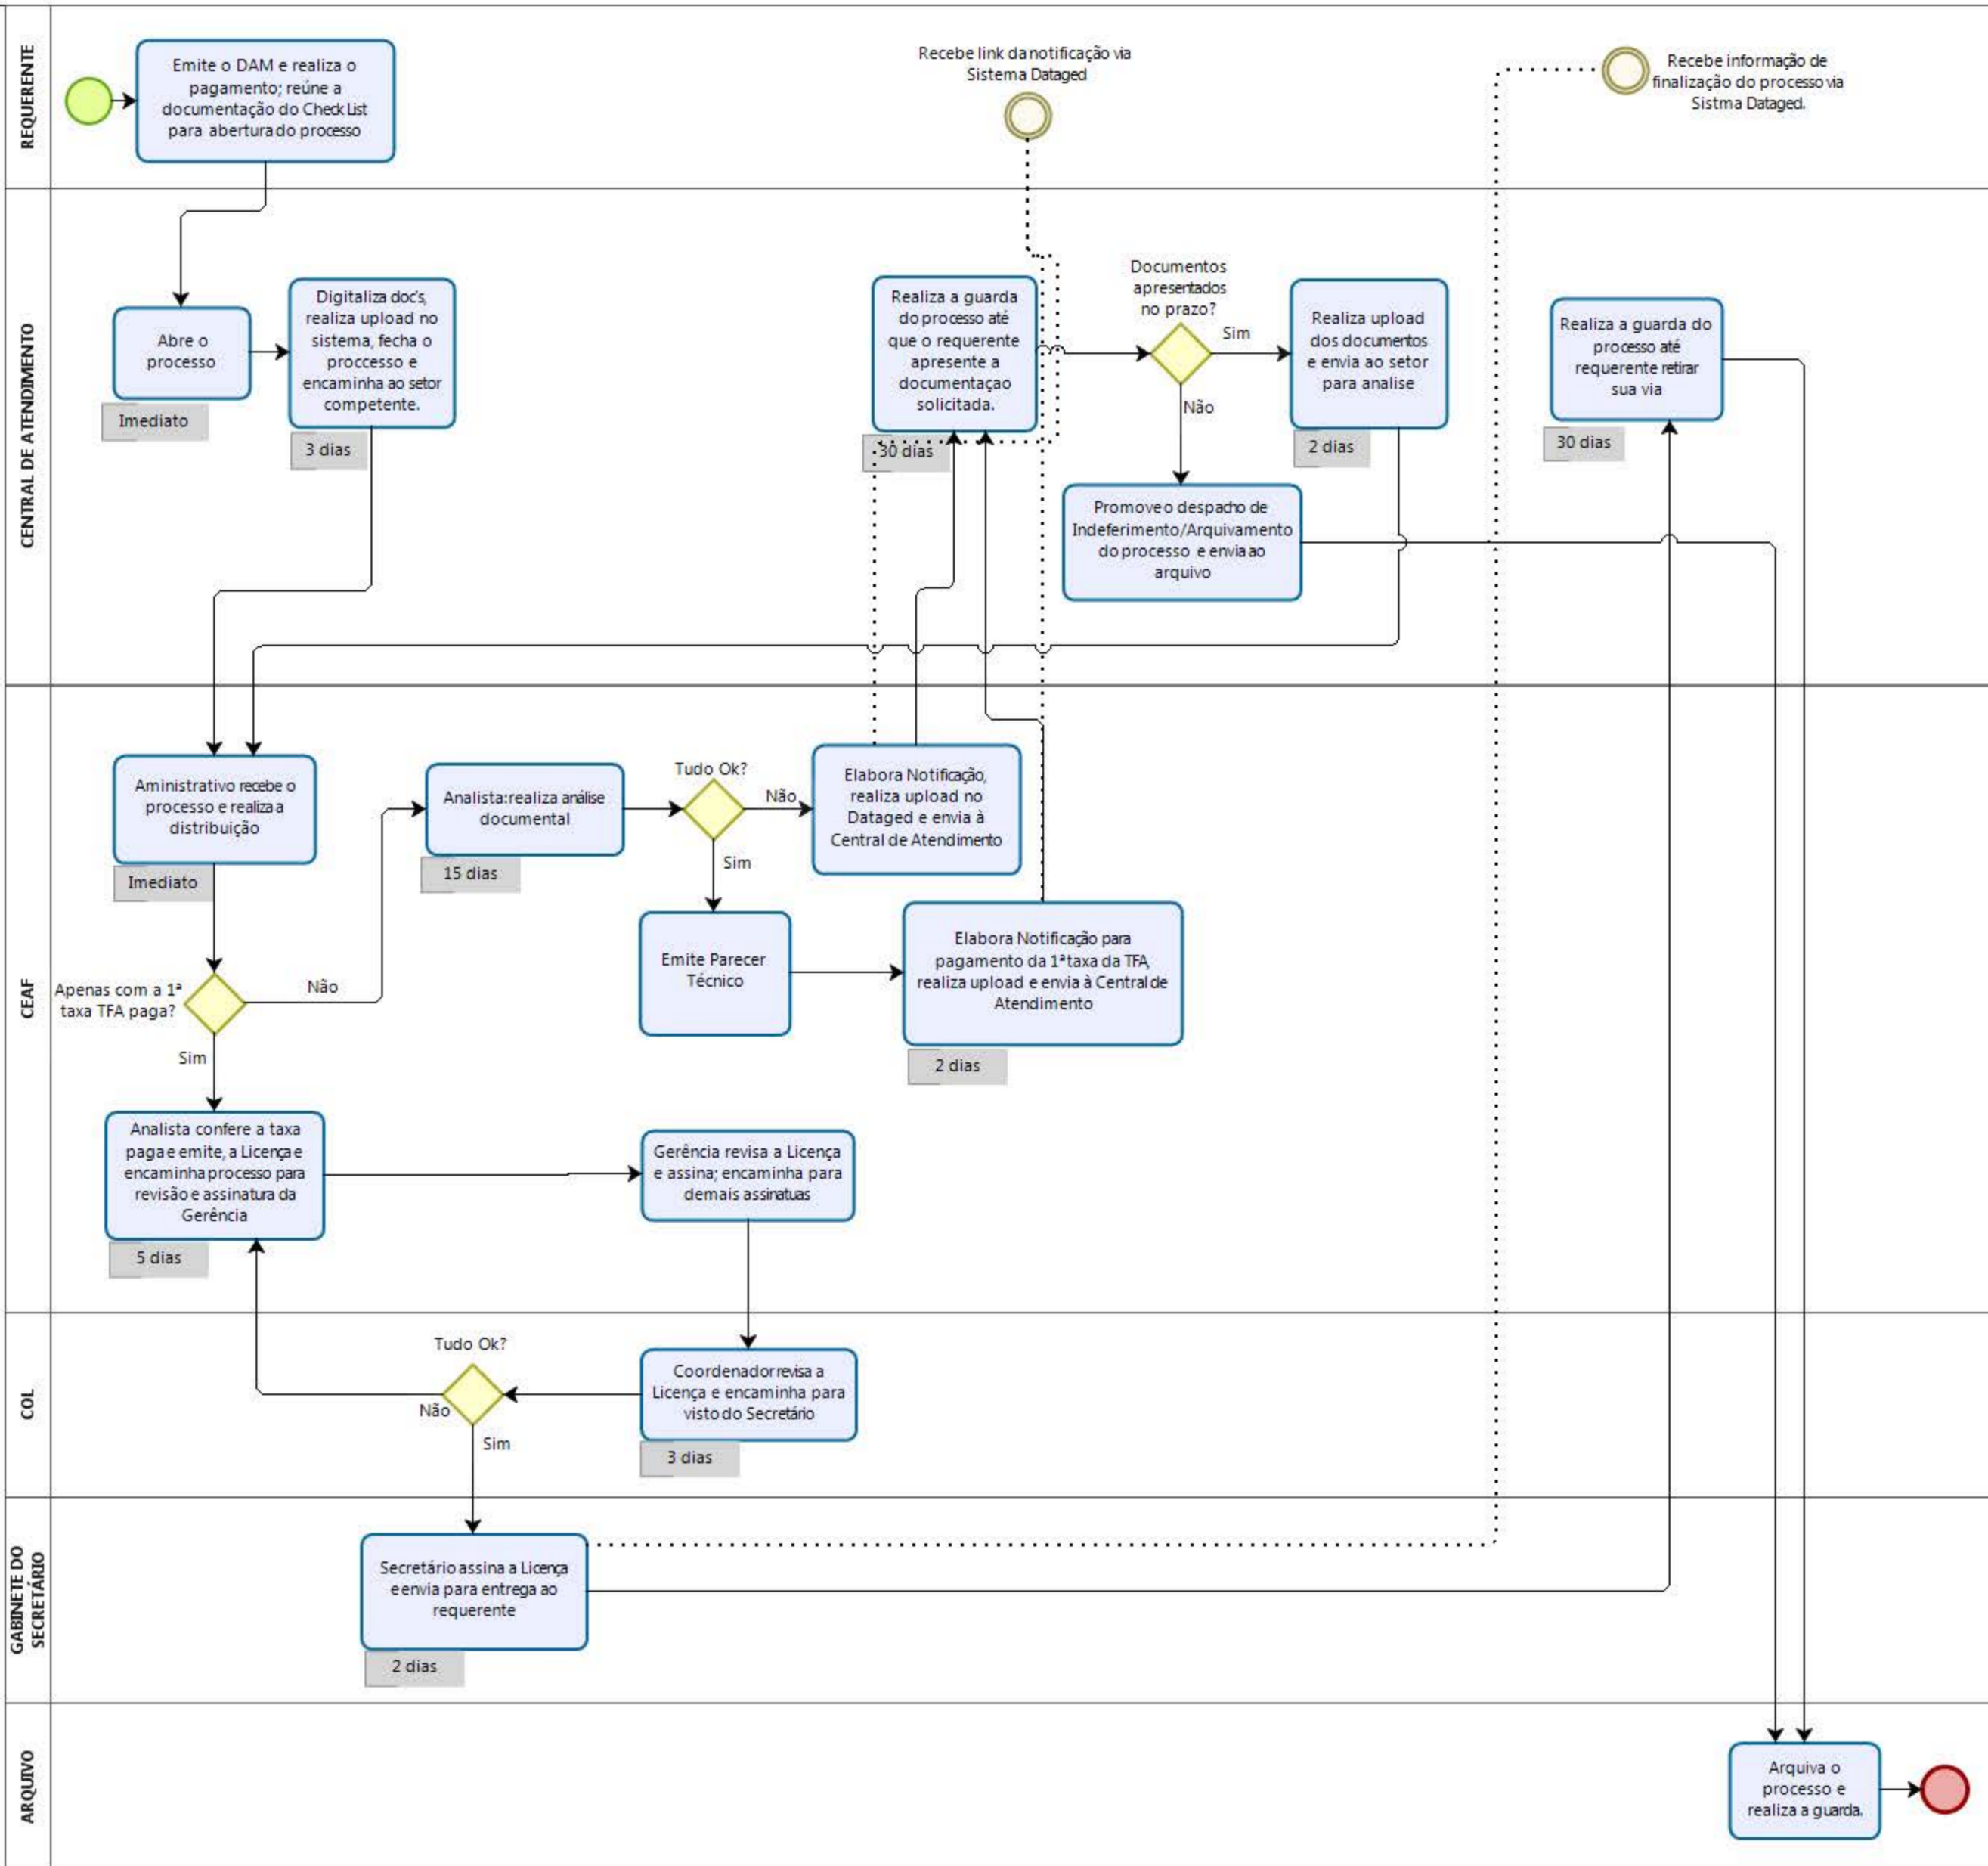 REQUERENTE
Emite o DAM e realiza o
pagamento; reúne a
documentação do Check List
para abertura do processo
Recebe link da notificação via
Sistema Dataged
Recebe informação de
finalização do processo via
Sistma Dataged.
CENTRAL DE ATENDIMENTO
Abre o
processo
Imediato
Digitaliza doc's,
realiza upload no
sistema, fecha o
proccesso e
encaminha ao setor
competente.
3 dias
Realiza a guarda
do processo até
que o requerente
apresente a
documentaçao
solicitada.
30 dias
Documentos
apresentados
no prazo?
Sim
Não
Realiza upload
dos documentos
e envia ao setor
para analise
2 dias
Promove o despacho de
Indeferimento/Arquivamento
do processo e envia ao
arquivo
Realiza a guarda do
processo até
requerente retirar
sua via
30 dias
CEAF
Aministrativo recebe o
processo e realiza a
distribuição
Imediato
Apenas com a 1ª
taxa TFA paga?
Não
Sim
Analista:realiza análise
documental
15 dias
Tudo Ok?
Não
Sim
Elabora Notificação,
realiza upload no
Dataged e envia à
Central de Atendimento
Emite Parecer
Técnico
Elabora Notificação para
pagamento da 1ª taxa da TFA,
realiza upload e envia à Central de
Atendimento
2 dias
Analista confere a taxa
paga e emite, a Licença e
encaminha processo para
revisão e assinatura da
Gerência
5 dias
Gerência revisa a Licença
e assina; encaminha para
demais assinatuas
COL
Tudo Ok?
Não
Sim
Coordenador revisa a
Licença e encaminha para
visto do Secretário
3 dias
GABINETE DO
SECRETÁRIO
Secretário assina a Licença
e envia para entrega ao
requerente
2 dias
ARQUIVO
Arquiva o
processo e
realiza a guarda.